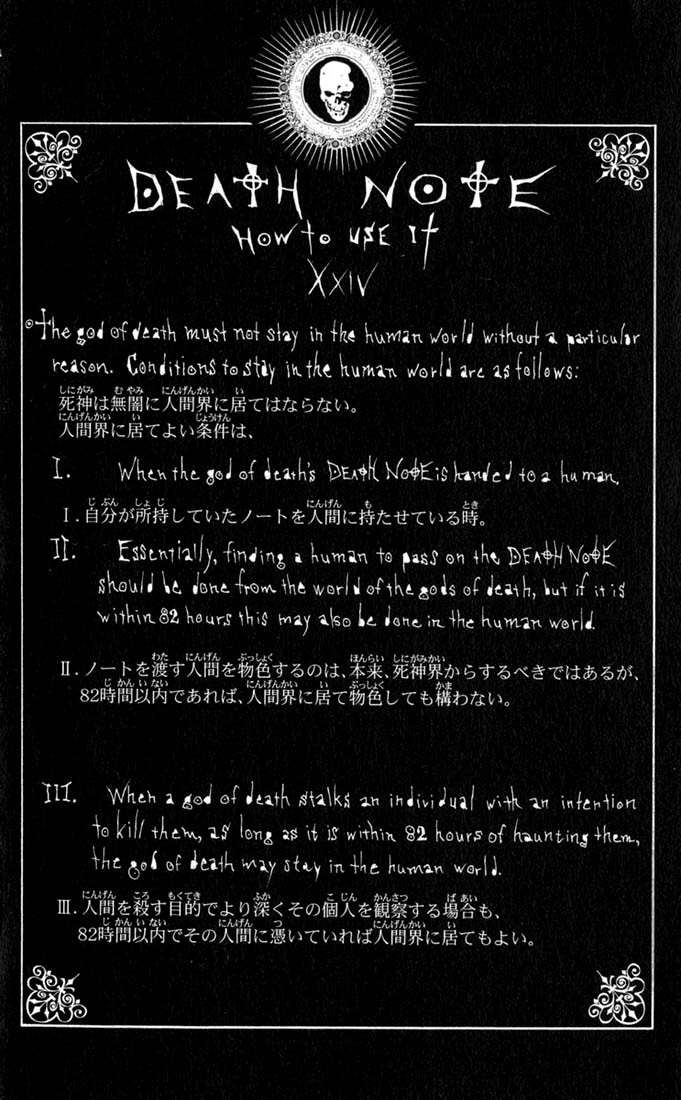 DEATH NOTE
HOW to USE It
XXIV
The god of death must not stay in the human world without a particular
reason. Conditions to stay in the human world are as follows:
死神は無闇に人間界に居てはならない。
人間界に居てよい条件は、
I. When the god of death's DEATH NOTE is handed to a human.
I.自分が所持していたノートを人間に持たせている時。
II. Essentially, finding a human to pass on the DEATH NOTE
should be done from the world of the gods of death, but if it is
within 82 hours this may also be done in the human world.
II.ノートを渡す人間を物色するのは、本来、死神界からするべきではあるが、
82時間以内であれば、人間界に居て物色しても構わない。
III. When a god of death stalks an individual with an intention
to kill them, as long as it is within 82 hours of haunting them,
the god of death may stay in the human world.
III.人間を殺す目的でより深くその個人を観察する場合も、
82時間以内でその人間に憑いていれば人間界に居てもよい。